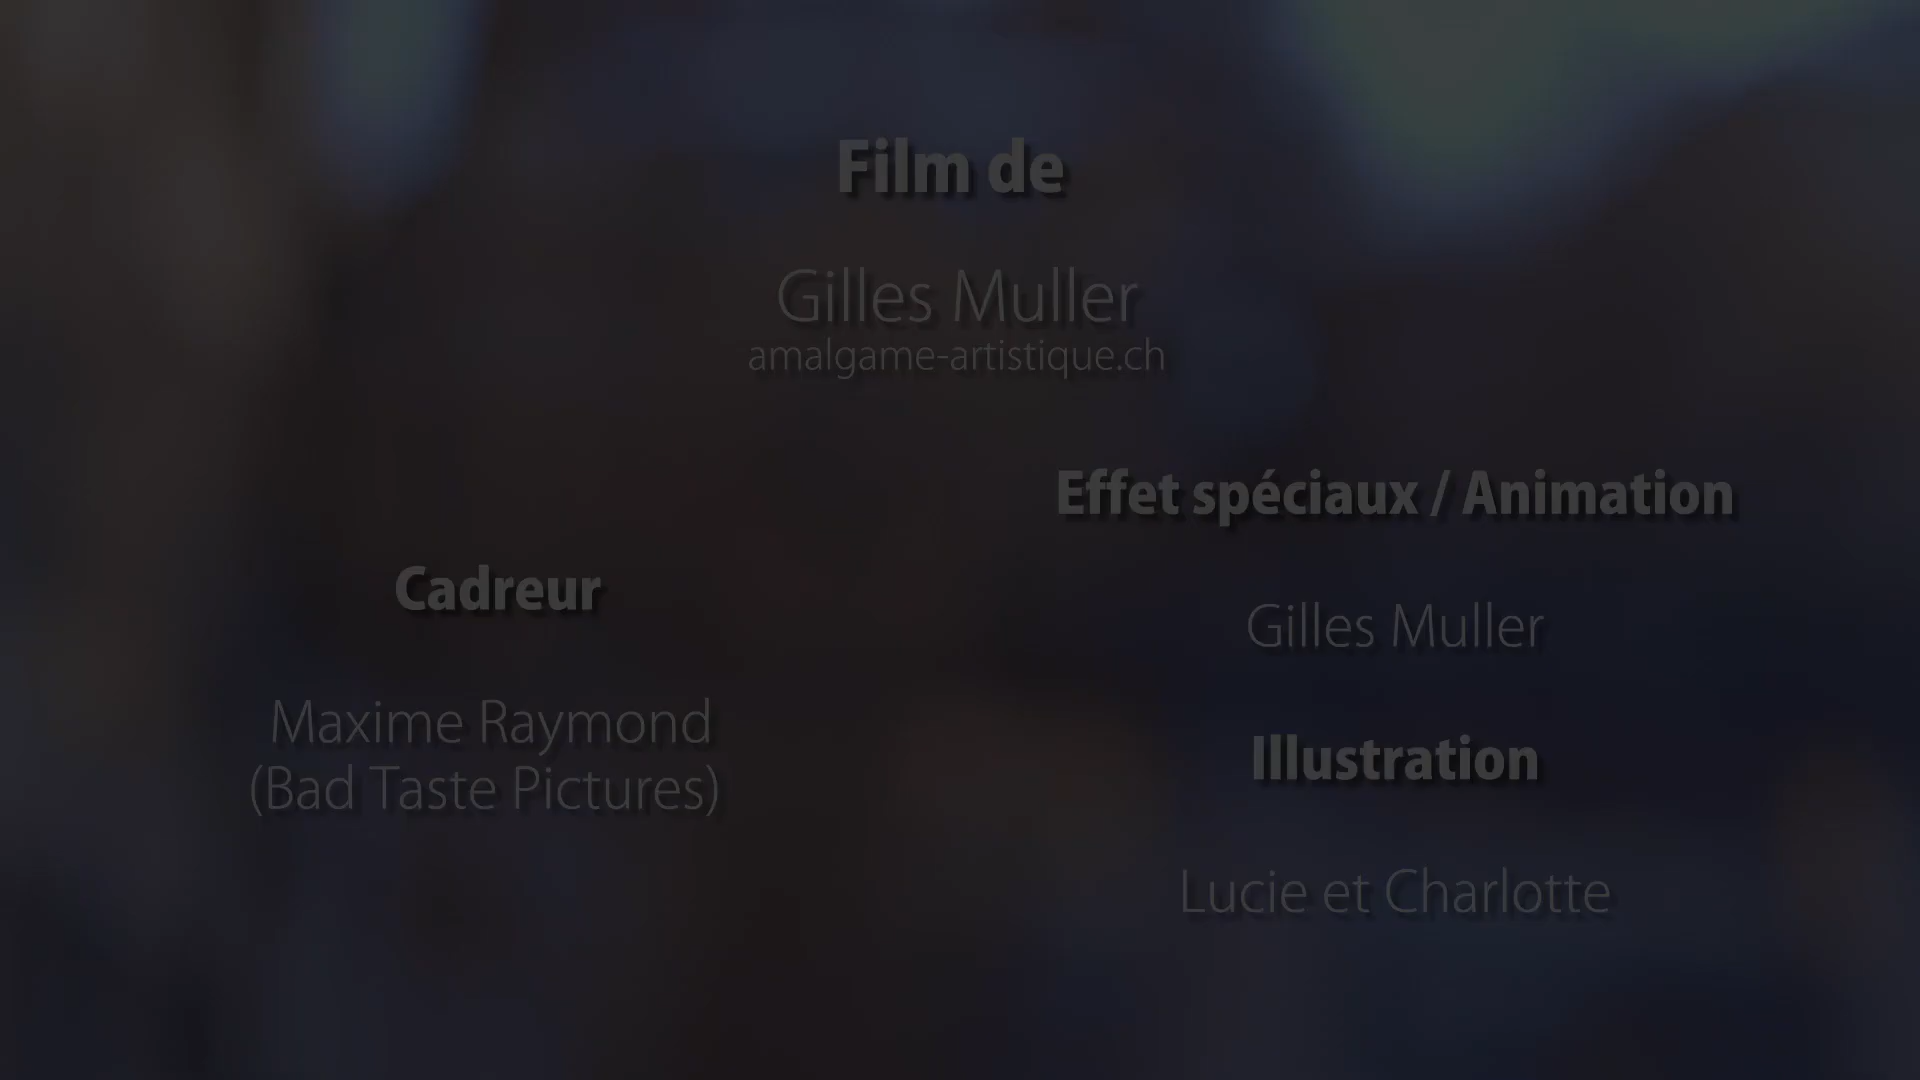 Film de
Gilles Muller
amalgame-artistique.ch
Cadreur
Maxime Raymond
(Bad Taste Pictures)
Effet spéciaux / Animation
Gilles Muller
Illustration
Lucie et Charlotte